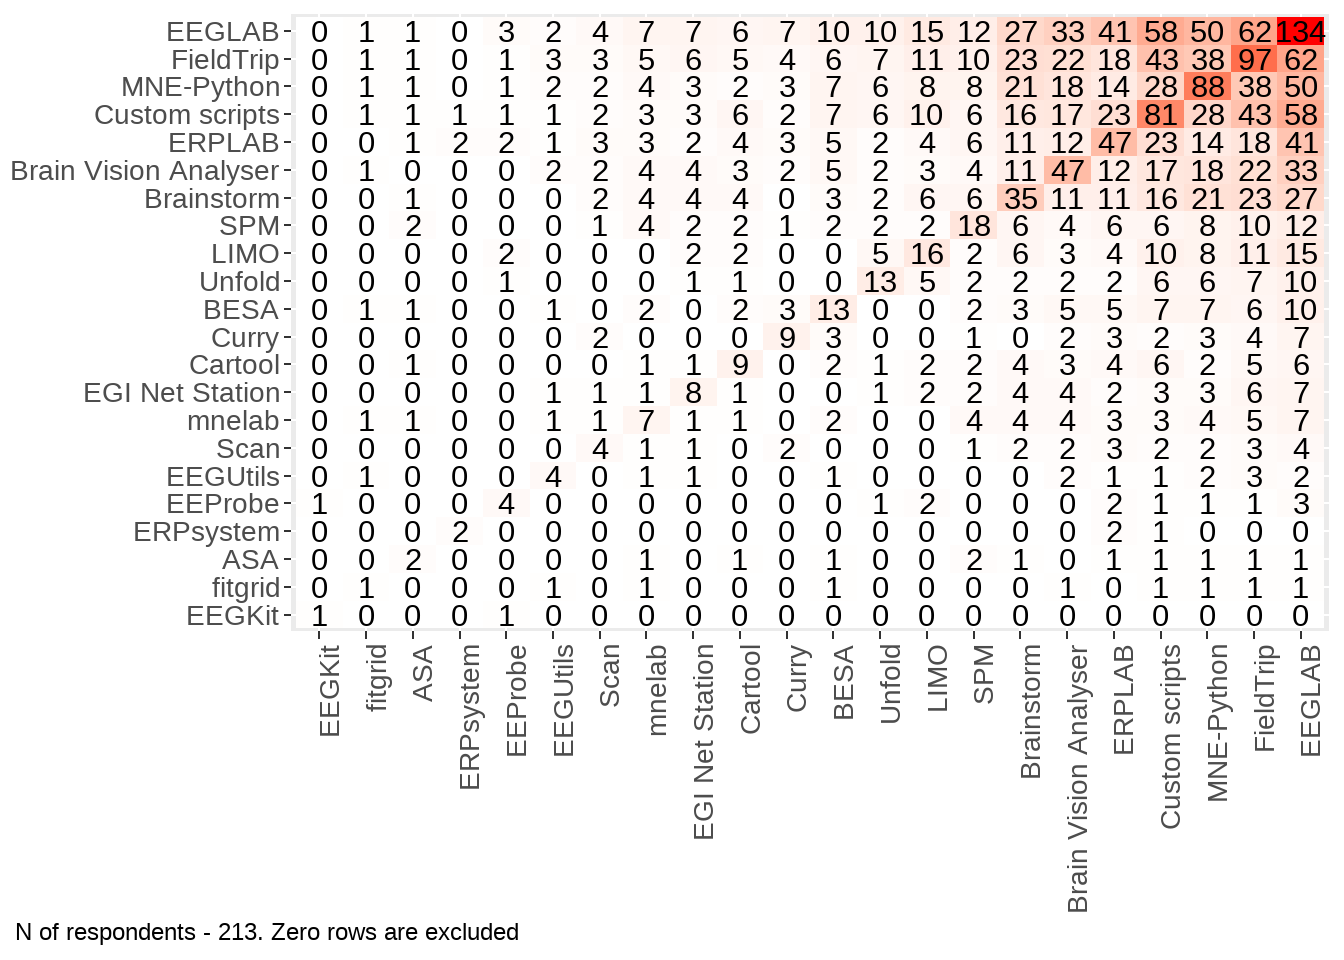 EEGLAB 0 1 1 0 3 2 4 7 7 6 7 10 10 15 12 27 33 41 58 50 62 134
FieldTrip 0 1 1 0 1 3 3 5 6 5 4 6 7 11 10 23 22 18 43 38 97 62
MNE-Python 0 1 1 0 1 2 2 4 3 2 3 7 6 8 8 21 18 14 28 88 38 50
Custom scripts 0 1 1 1 1 1 2 3 3 6 2 7 6 10 6 16 17 23 81 28 43 58
ERPLAB 0 0 1 2 2 1 3 3 2 4 3 5 2 4 6 11 12 47 23 14 18 41
Brain Vision Analyser 0 1 0 0 0 2 2 4 4 3 2 5 2 3 4 11 47 12 17 18 22 33
Brainstorm 0 0 1 0 0 0 2 4 4 4 0 3 2 6 6 35 11 11 16 21 23 27
SPM 0 0 2 0 0 0 1 4 2 2 1 2 2 2 18 6 4 6 6 8 10 12
LIMO 0 0 0 0 2 0 0 0 2 2 0 0 5 16 2 6 3 4 10 8 11 15
Unfold 0 0 0 0 1 0 0 0 1 1 0 0 13 5 2 2 2 2 6 6 7 10
BESA 0 1 1 0 0 1 0 2 0 2 3 13 0 0 2 3 5 5 7 7 6 10
Curry 0 0 0 0 0 0 2 0 0 0 9 3 0 0 1 0 2 3 2 3 4 7
Cartool 0 0 1 0 0 0 0 1 1 9 0 2 1 2 2 4 3 4 6 2 5 6
EGI Net Station 0 0 0 0 0 1 1 1 8 1 0 0 1 2 2 4 4 2 3 3 6 7
mnelab 0 1 1 0 0 1 1 7 1 1 0 2 0 0 4 4 4 3 3 4 5 7
Scan 0 0 0 0 0 0 4 1 1 0 2 0 0 0 1 2 2 3 2 2 3 4
EEGUtils 0 1 0 0 0 4 0 1 1 0 0 1 0 0 0 0 2 1 1 2 3 2
EEProbe 1 0 0 0 4 0 0 0 0 0 0 0 1 2 0 0 0 2 1 1 1 3
ERPsystem 0 0 0 2 0 0 0 0 0 0 0 0 0 0 0 0 0 2 1 0 0 0
ASA 0 0 2 0 0 0 0 1 0 1 0 1 0 0 2 1 0 1 1 1 1 1
fitgrid 0 1 0 0 0 1 0 1 0 0 0 1 0 0 0 0 1 0 1 1 1 1
EEGKit 1 0 0 0 1 0 0 0 0 0 0 0 0 0 0 0 0 0 0 0 0 0
EEGKit
fitgrid
ASA
ERPsystem
EEProbe
EEGUtils
Scan
mnelab
EGI Net Station
Cartool
Curry
BESA
Unfold
LIMO
SPM
Brainstorm
Brain Vision Analyser
ERPLAB
Custom scripts
MNE-Python
FieldTrip
EEGLAB
N of respondents - 213. Zero rows are excluded